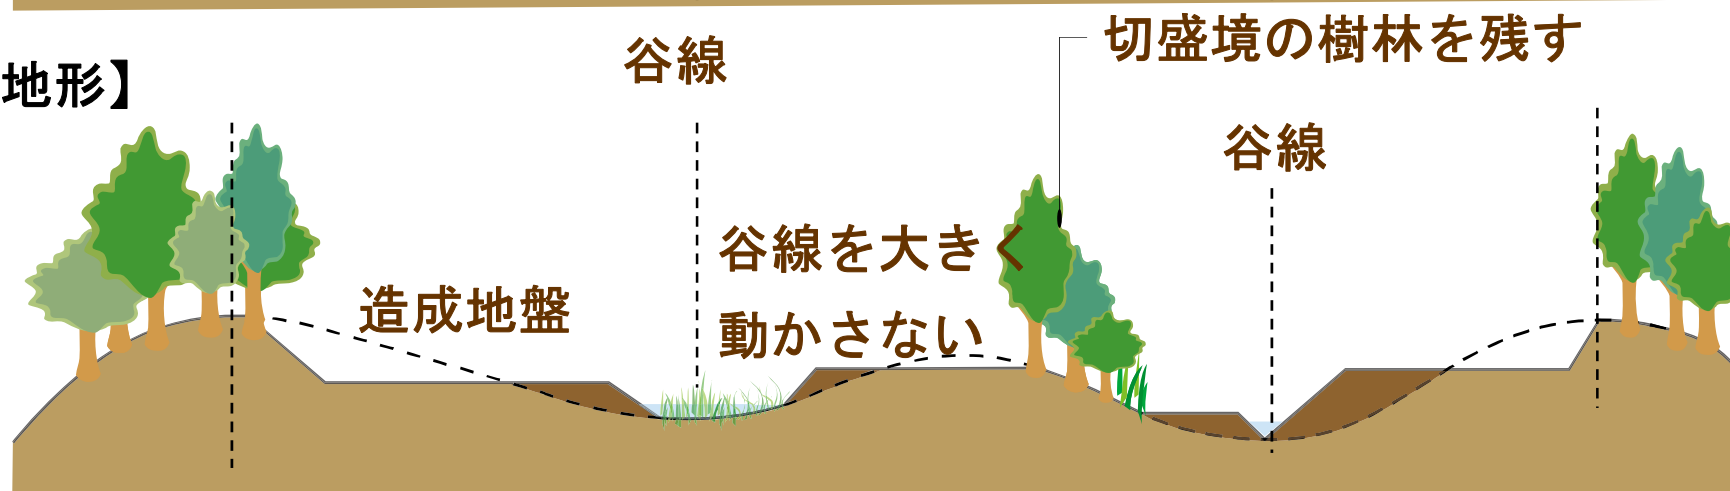 切盛境の樹林を残す
谷線
地形】
谷線
谷線を大きく
動かさない
造成地盤